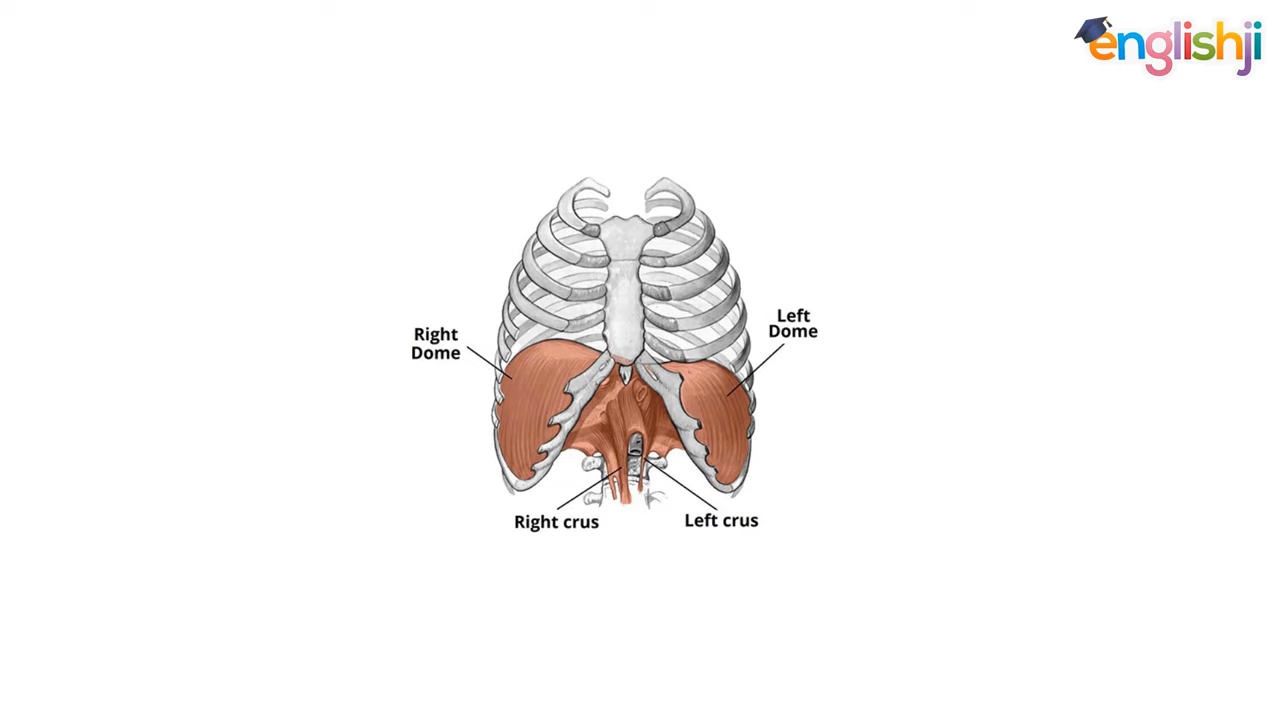 englishji
Left
Dome
Right
Dome
Right crus
Left crus